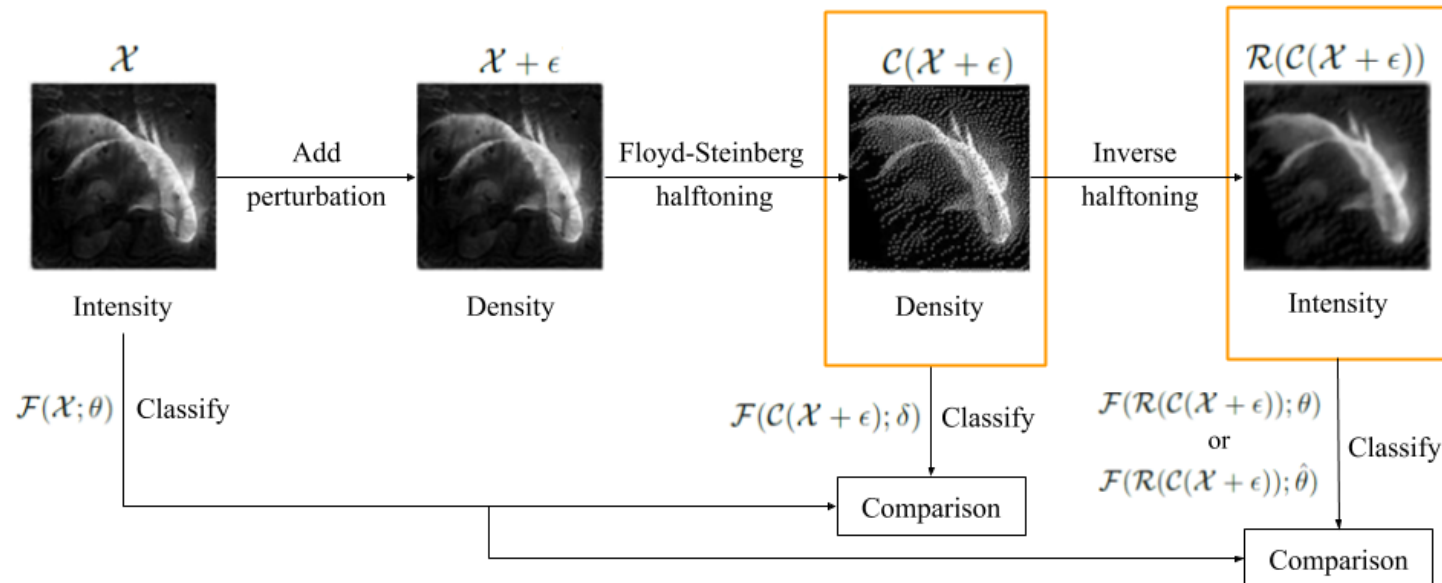 𝒳
𝒳 + ϵ
𝒞(𝒳 + ϵ)
ℛ(𝒞(𝒳 + ϵ))
Add
perturbation
Floyd-Steinberg
halftoning
Inverse
halftoning
Intensity
Density
Density
Intensity
ℱ(𝒳; θ)
Classify
ℱ(𝒞(𝒳 + ϵ); δ)
Classify
ℱ(ℛ(𝒞(𝒳 + ϵ)); θ)
or
ℱ(ℛ(𝒞(𝒳 + ϵ)); θ̂)
Classify
Comparison
Comparison